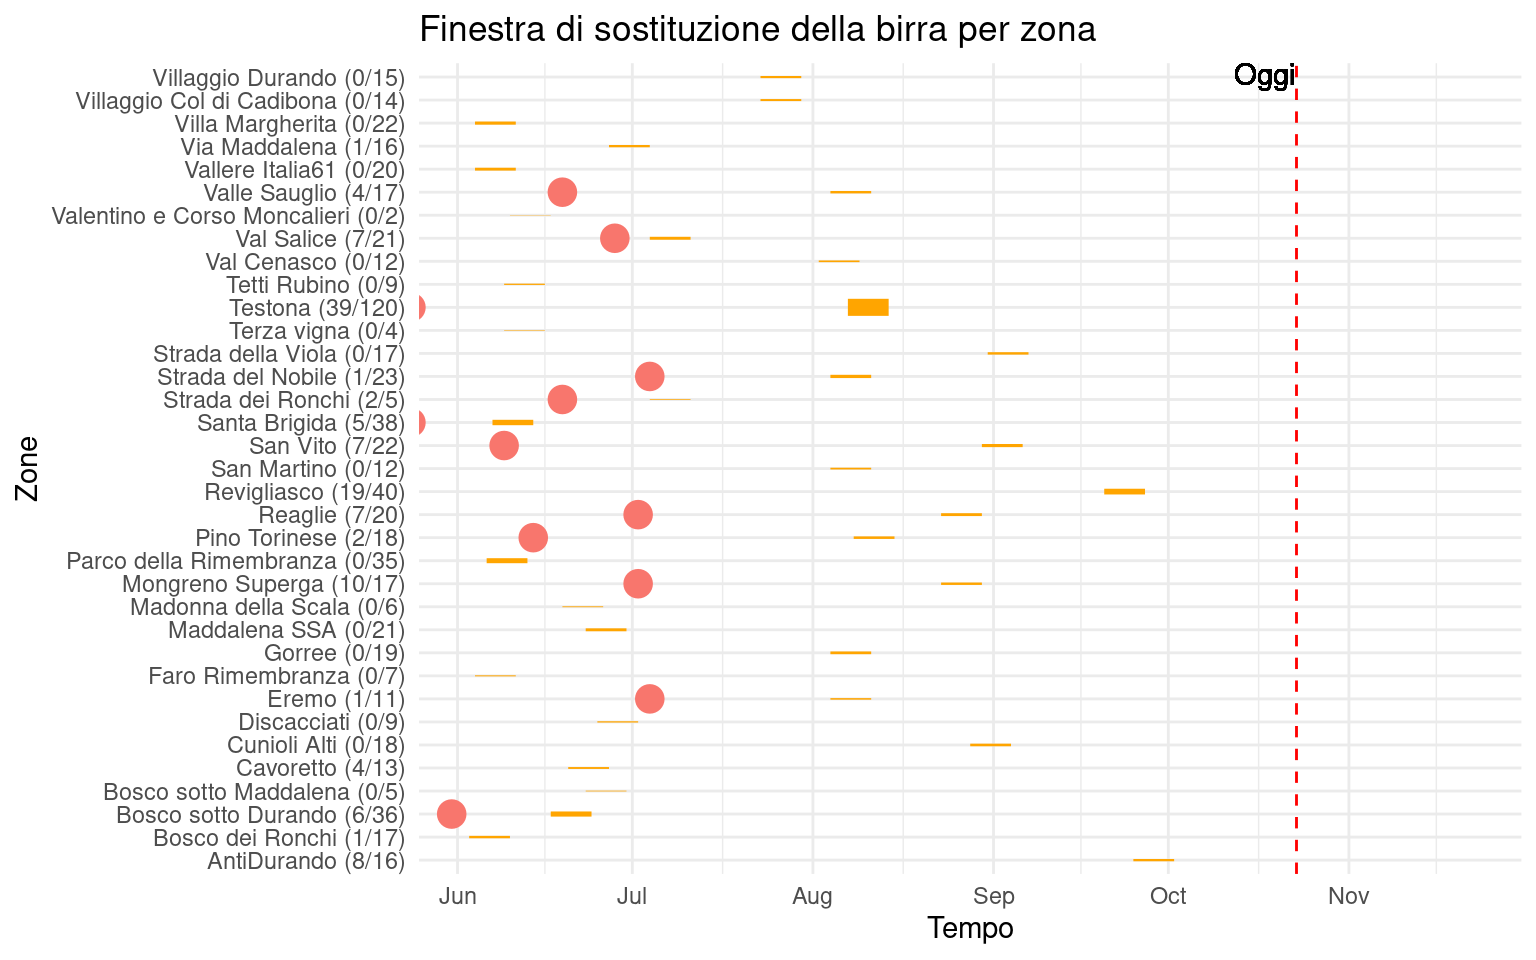 Finestra di sostituzione della birra per zona
Oggi
Villaggio Durando (0/15)
Villaggio Col di Cadibona (0/14)
Villa Margherita (0/22)
Via Maddalena (1/16)
Vallere Italia61 (0/20)
Valle Sauglio (4/17)
Valentino e Corso Moncalieri (0/2)
Val Salice (7/21)
Val Cenasco (0/12)
Tetti Rubino (0/9)
Testona (39/120)
Terza vigna (0/4)
Strada della Viola (0/17)
Strada del Nobile (1/23)
Strada dei Ronchi (2/5)
Santa Brigida (5/38)
San Vito (7/22)
San Martino (0/12)
Revigliasco (19/40)
Reaglie (7/20)
Pino Torinese (2/18)
Parco della Rimembranza (0/35)
Mongreno Superga (10/17)
Madonna della Scala (0/6)
Maddalena SSA (0/21)
Gorree (0/19)
Faro Rimembranza (0/7)
Eremo (1/11)
Discacciati (0/9)
Cunioli Alti (0/18)
Cavoretto (4/13)
Bosco sotto Maddalena (0/5)
Bosco sotto Durando (6/36)
Bosco dei Ronchi (1/17)
AntiDurando (8/16)
Zone
Jun Jul Aug Sep Oct Nov
Tempo